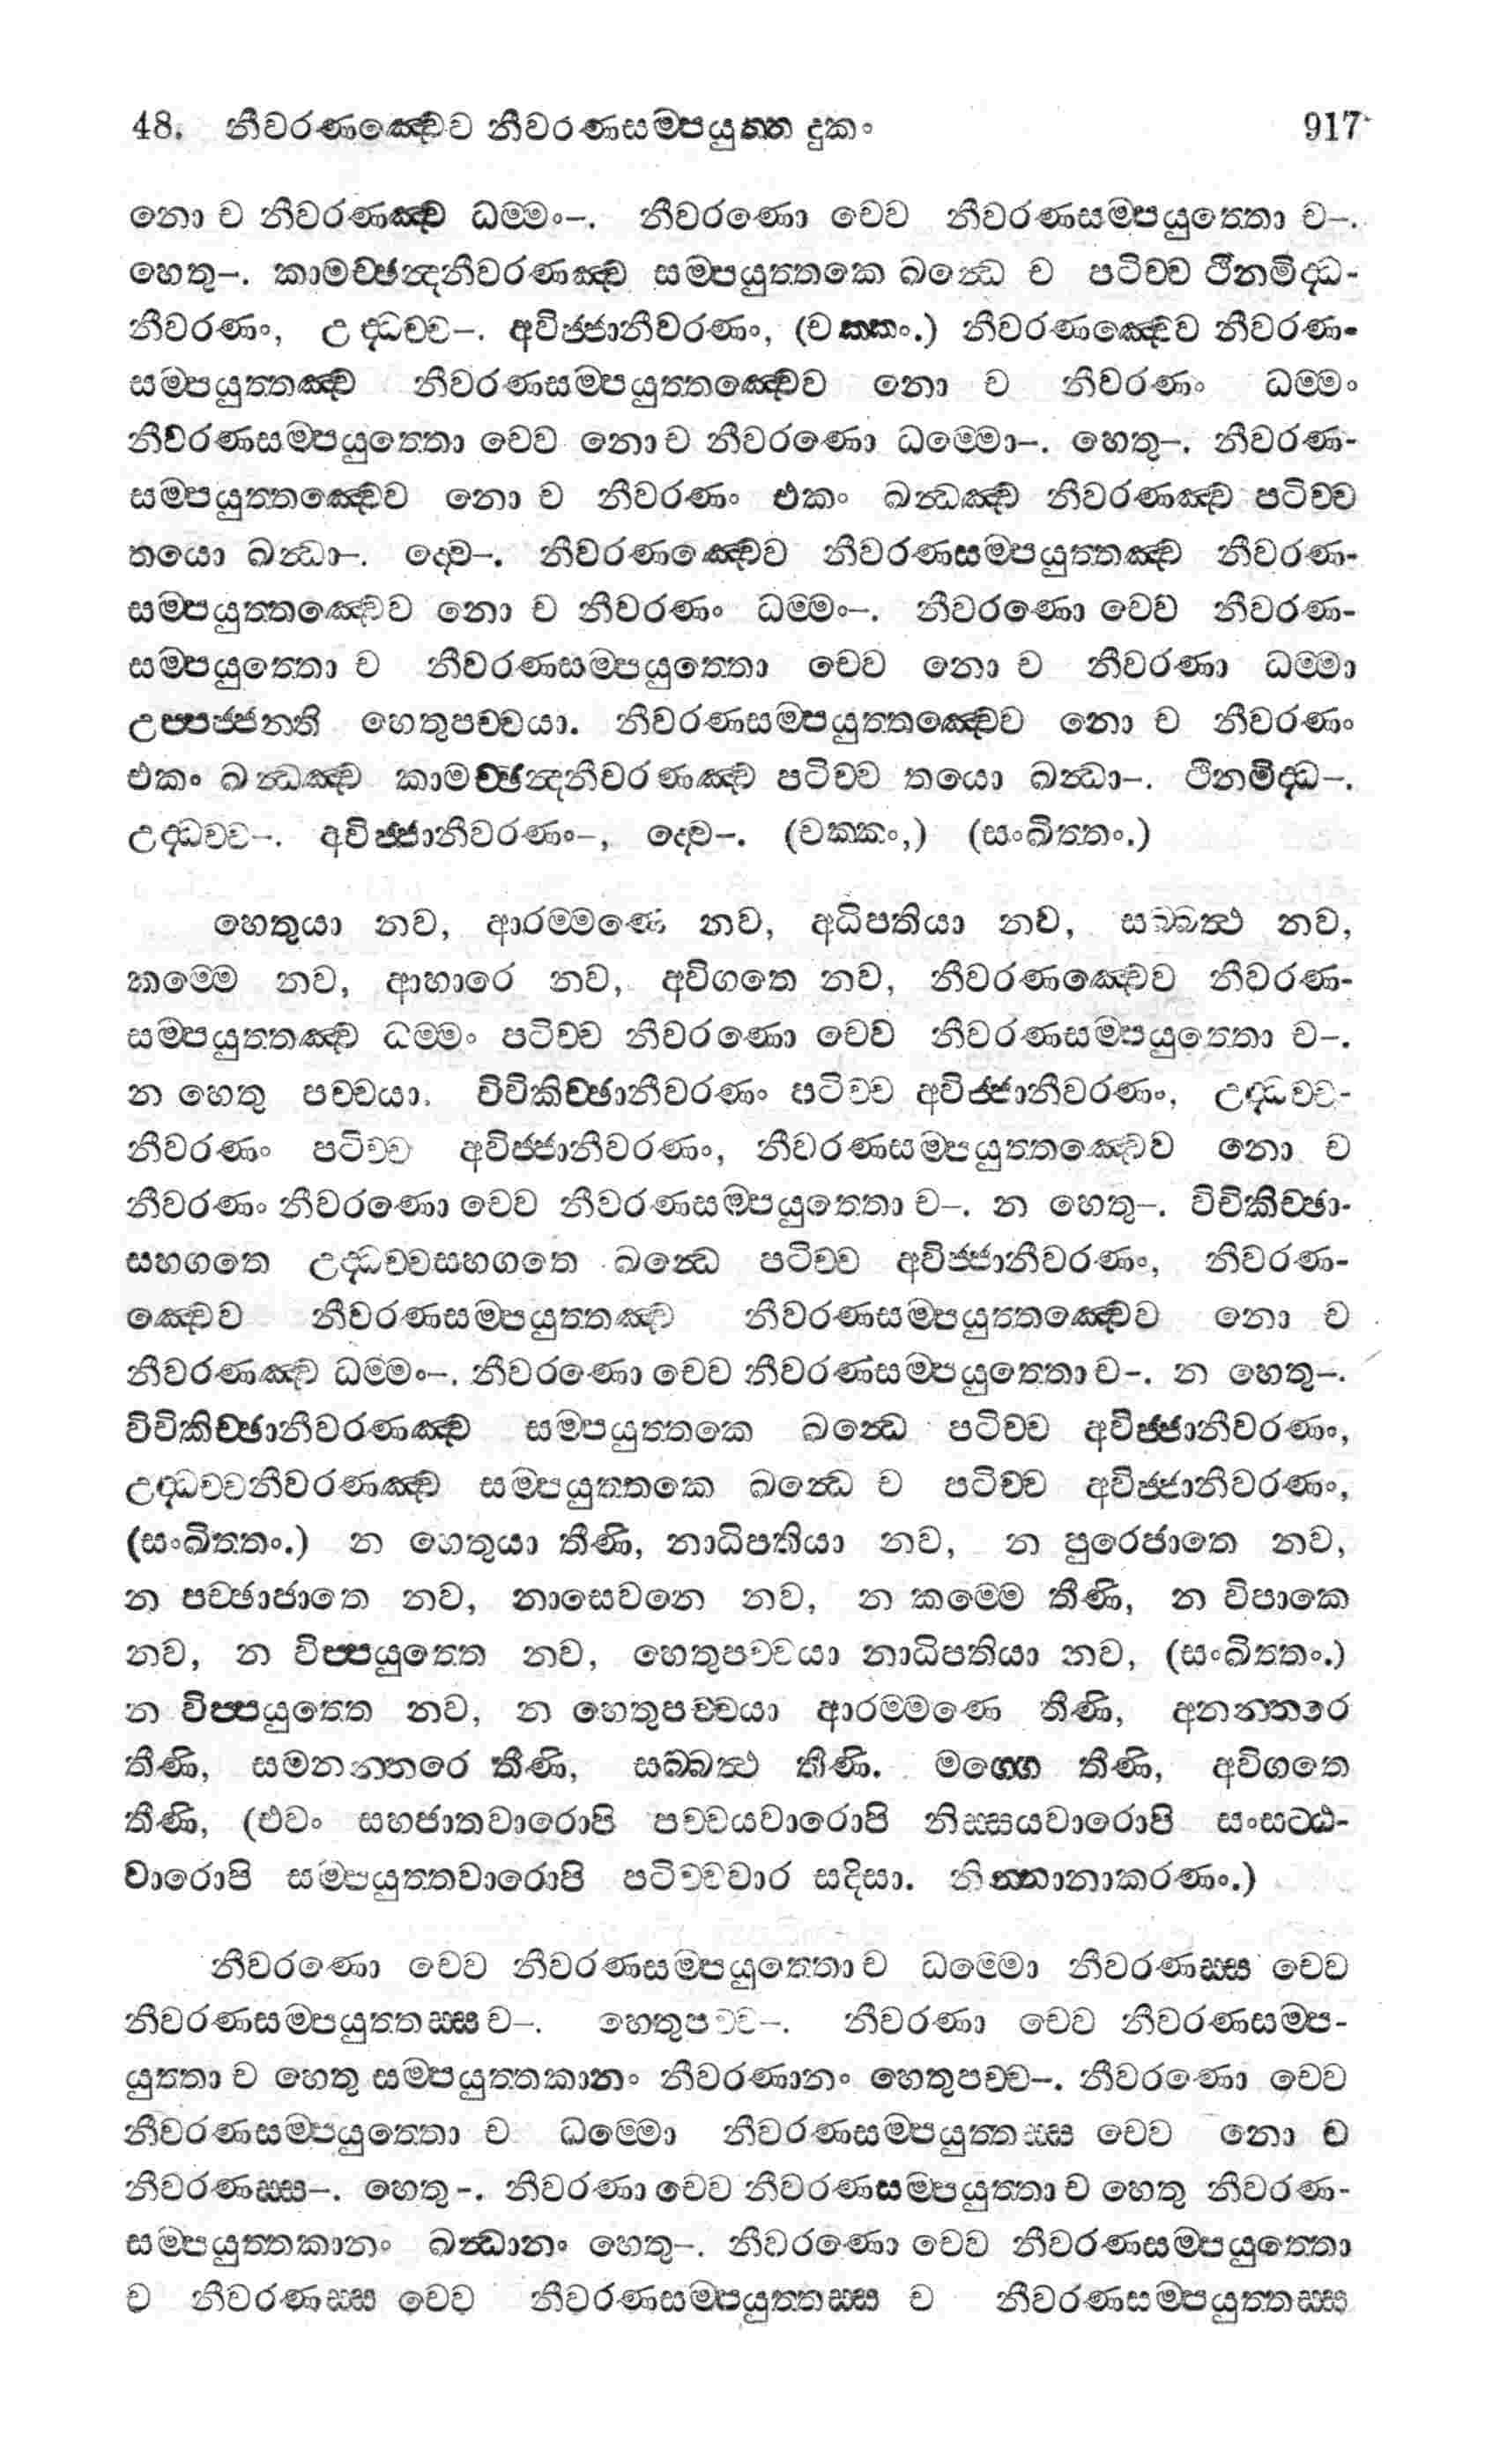 48. නීවරණඤ්චෙව නීවරණසම්පයුත්ත දුකං 917
නො ච නීවරණඤ්ච ධම්මං–. නීවරණො චෙව නීවරණසම්පයුත්තො ච–.
හෙතු–. කාමච්ඡන්දනීවරණඤ්ච සම්පයුත්තකෙ ඛන්ධෙ ච පටිච්ච ථිනමිද්ධ-
නීවරණං, උද්ධච්ච–. අවිජ්ජානීවරණං, (චක්කං.) නීවරණඤ්චෙව නීවරණ-
සම්පයුත්තඤ්ච නීවරණසම්පයුත්තඤ්චෙව නො ච නීවරණං ධම්මං
නීවරණසම්පයුත්තො චෙව නො ච නීවරණො ධම්මො–. හෙතු–. නීවරණ-
සම්පයුත්තඤ්චෙව නො ච නීවරණං එකං ඛන්ධඤ්ච නීවරණඤ්ච පටිච්ච
තයො ඛන්ධා–. ද්වෙ–. නීවරණඤ්චෙව නීවරණසම්පයුත්තඤ්ච නීවරණ-
සම්පයුත්තඤ්චෙව නො ච නීවරණං ධම්මං–. නීවරණො චෙව නීවරණ-
සම්පයුත්තො ච නීවරණසම්පයුත්තො චෙව නො ච නීවරණා ධම්මා
උප්පජ්ජන්ති හෙතුපච්චයා. නීවරණසම්පයුත්තඤ්චෙව නො ච නීවරණං
එකං ඛන්ධඤ්ච කාමච්ඡන්දනීවරණඤ්ච පටිච්ච තයො ඛන්ධා–. ථිනමිද්ධ–.
උද්ධච්ච–. අවිජ්ජානීවරණං–, ද්වෙ–. (චක්කං,) (සංඛිත්තං.)
හෙතුයා නව, ආරම්මණෙ නව, අධිපතියා නව, සබ්බත්ථ නව,
කම්මෙ නව, ආහාරෙ නව, අවිගතෙ නව, නීවරණඤ්චෙව නීවරණ-
සම්පයුත්තඤ්ච ධම්මං පටිච්ච නීවරණො චෙව නීවරණසම්පයුත්තො ච–.
න හෙතු පච්චයා. විචිකිච්ඡානීවරණං පටිච්ච අවිජ්ජානීවරණං, උද්ධච්ච-
නීවරණං පටිච්ච අවිජ්ජානීවරණං, නීවරණසම්පයුත්තඤ්චෙව නො ච
නීවරණං නීවරණො චෙව නීවරණසම්පයුත්තො ච–. න හෙතු–. විචිකිච්ඡා-
සහගතෙ උද්ධච්චසහගතෙ ඛන්ධෙ පටිච්ච අවිජ්ජානීවරණං, නීවරණ-
ඤ්චෙව නීවරණසම්පයුත්තඤ්ච නීවරණසම්පයුත්තඤ්චෙව නො ච
නීවරණඤ්ච ධම්මං–. නීවරණො චෙව නීවරණසම්පයුත්තො ච–. න හෙතු–.
විචිකිච්ඡානීවරණඤ්ච සම්පයුත්තකෙ ඛන්ධෙ පටිච්ච අවිජ්ජානීවරණං,
උද්ධච්චනීවරණඤ්ච සම්පයුත්තකෙ ඛන්ධෙ ච පටිච්ච අවිජ්ජානීවරණං,
(සංඛිත්තං.) න හෙතුයා තීණි, නාධිපතියා නව, න පුරෙජාතෙ නව,
න පච්ඡාජාතෙ නව, නාසෙවනෙ නව, න කම්මෙ තීණි, න විපාකෙ
නව, න විප්පයුත්තෙ නව, හෙතුපච්චයා නාධිපතියා නව, (සංඛිත්තං.)
න විප්පයුත්තෙ නව, න හෙතුපච්චයා ආරම්මණෙ තීණි, අනන්තරෙ
තීණි, සමනන්තරෙ තීණි, සබ්බත්ථ තීණි. මග්ගෙ තීණි, අවිගතෙ
තීණි, (එවං සහජාතවාරොපි පච්චයවාරොපි නිස්සයවාරොපි සංසට්ඨ-
වාරොපි සම්පයුත්තවාරොපි පටිච්චවාර සදිසා. නින්නානාකරණං.)
නීවරණො චෙව නීවරණසම්පයුත්තො ච ධම්මො නීවරණස්ස චෙව
නීවරණසම්පයුත්තස්ස ච–. හෙතුපච්ච–. නීවරණා චෙව නීවරණසම්ප-
යුත්තා ච හෙතු සම්පයුත්තකානං නීවරණානං හෙතුපච්ච–. නීවරණො චෙව
නීවරණසම්පයුත්තො ච ධම්මො නීවරණසම්පයුත්තස්ස චෙව නො ච
නීවරණස්ස–. හෙතු-. නීවරණා චෙව නීවරණසම්පයුත්තා ච හෙතු නීවරණ-
සම්පයුත්තකානං ඛන්ධානං හෙතු–. නීවරණො චෙව නීවරණසම්පයුත්තො
ච නීවරණස්ස චෙව නීවරණසම්පයුත්තස්ස ච නීවරණසම්පයුත්තස්ස